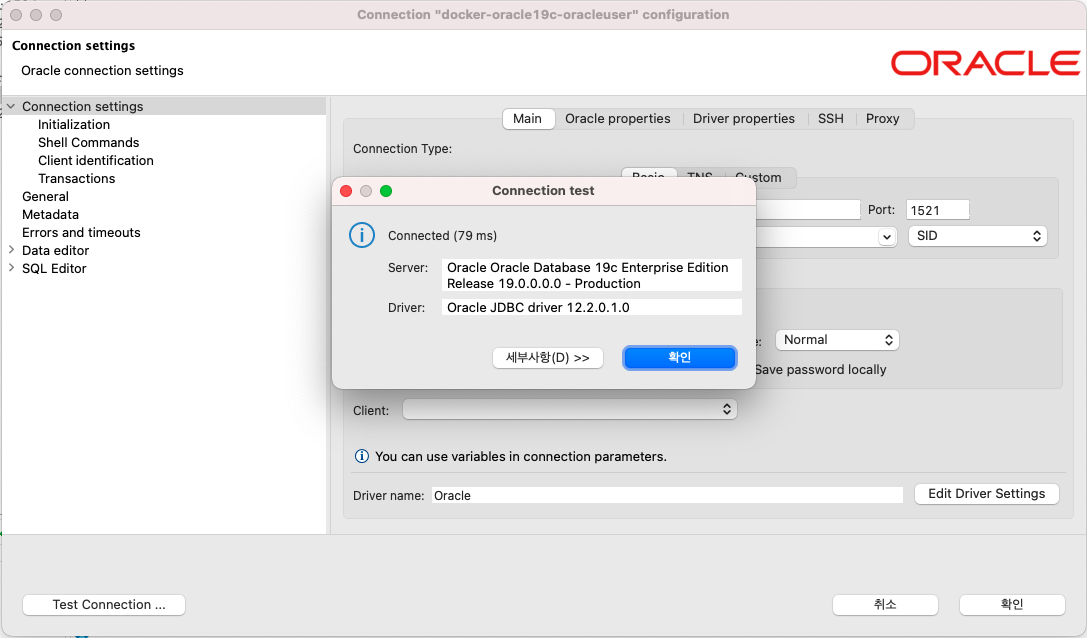 Connection "docker-oracle19c-oracleuser" configuration
Connection settings
Oracle connection settings
ORACLE
Connection settings
Initialization
Shell Commands
Client identification
Transactions
General
Metadata
Errors and timeouts
Data editor
SQL Editor
Main Oracle properties Driver properties SSH Proxy
Connection Type:
Basic TNS Custom
Port: 1521
SID
Connection test
Connected (79 ms)
Server: Oracle Oracle Database 19c Enterprise Edition
Release 19.0.0.0.0 - Production
Driver: Oracle JDBC driver 12.2.0.1.0
세부사항(D) >> 확인
Normal
Save password locally
Client:
You can use variables in connection parameters.
Driver name: Oracle Edit Driver Settings
Test Connection ... 취소 확인